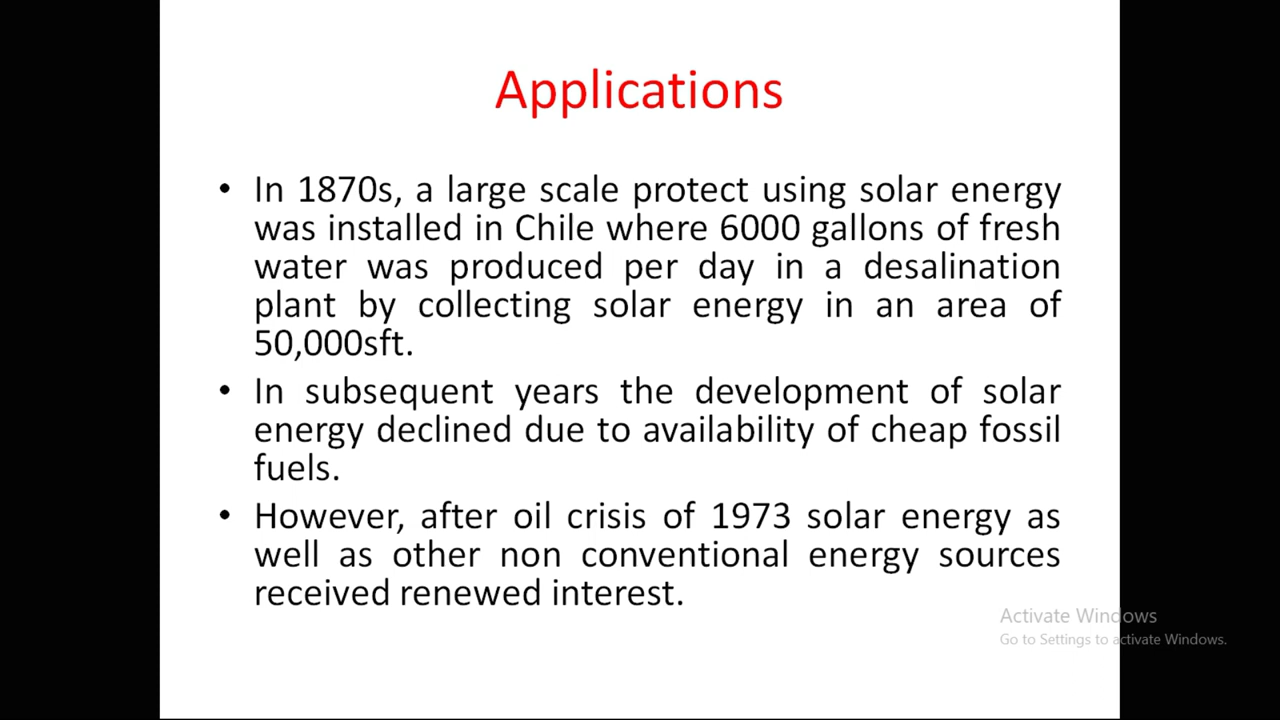 Applications
• In 1870s, a large scale protect using solar energy
was installed in Chile where 6000 gallons of fresh
water was produced per day in a desalination
plant by collecting solar energy in an area of
50,000sft.
• In subsequent years the development of solar
energy declined due to availability of cheap fossil
fuels.
• However, after oil crisis of 1973 solar energy as
well as other non conventional energy sources
received renewed interest.
Activate Windows
Go to Settings to activate Windows.